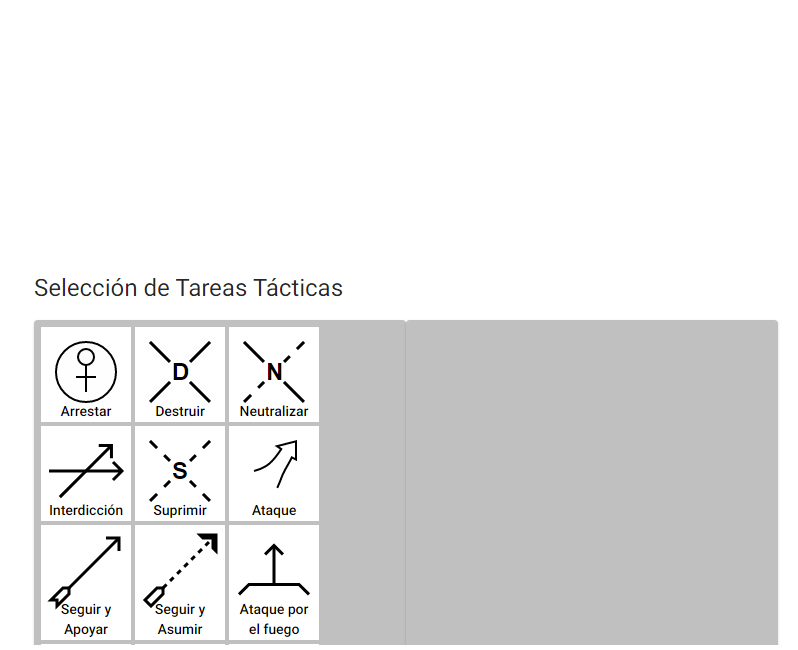 Selección de Tareas Tácticas
D
N
Arrestar
Destruir
Neutralizar
S
Interdicción
Suprimir
Ataque
Seguir y
Apoyar
Seguir y
Asumir
Ataque por
el fuego